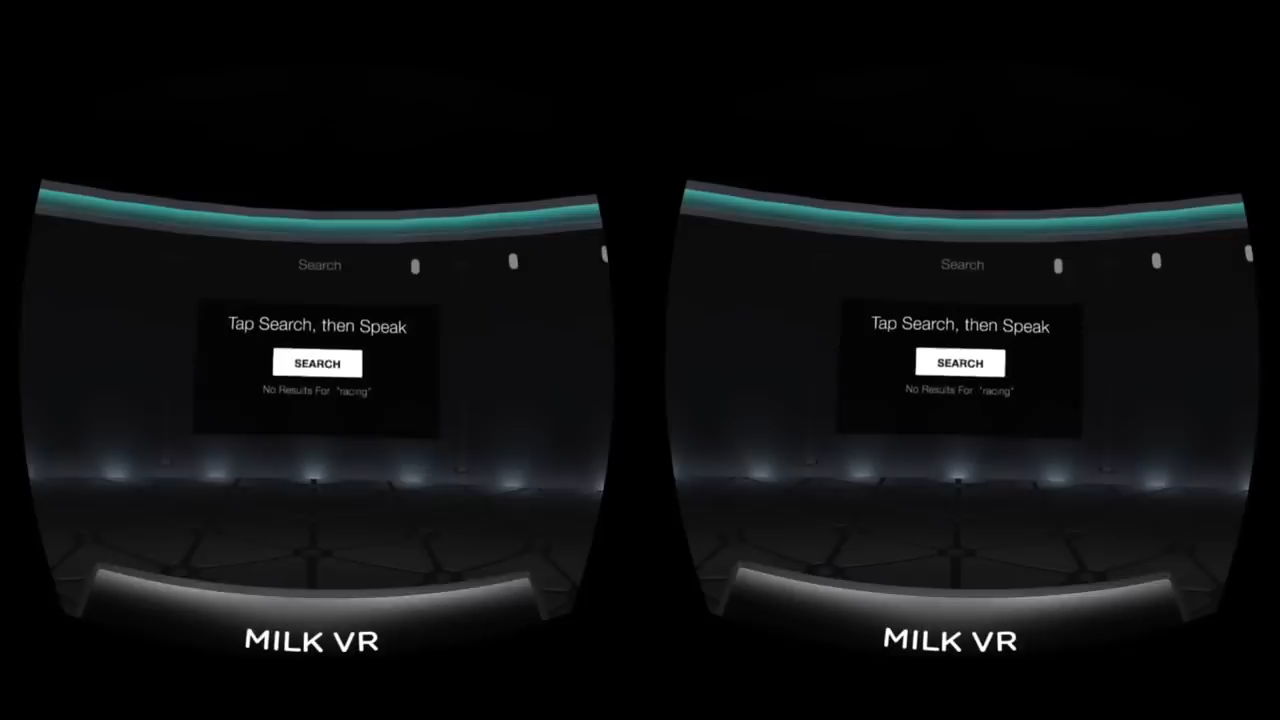 Search
Tap Search, then Speak
SEARCH
No Results For "racing"
MILK VR
Search
Tap Search, then Speak
SEARCH
No Results For "racing"
MILK VR